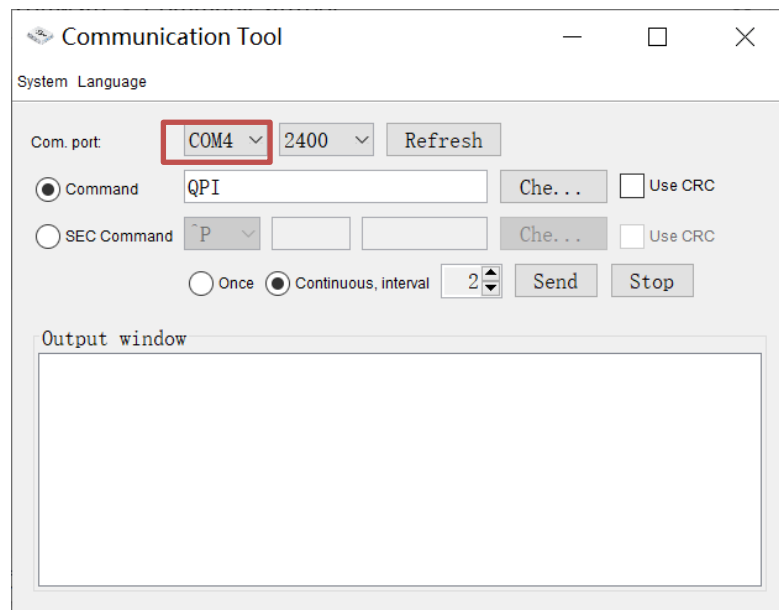 Communication Tool
System Language
Com. port: COM4 2400 Refresh
Command QPI Che... Use CRC
SEC Command ^P Che... Use CRC
Once Continuous, interval 2 Send Stop
Output window